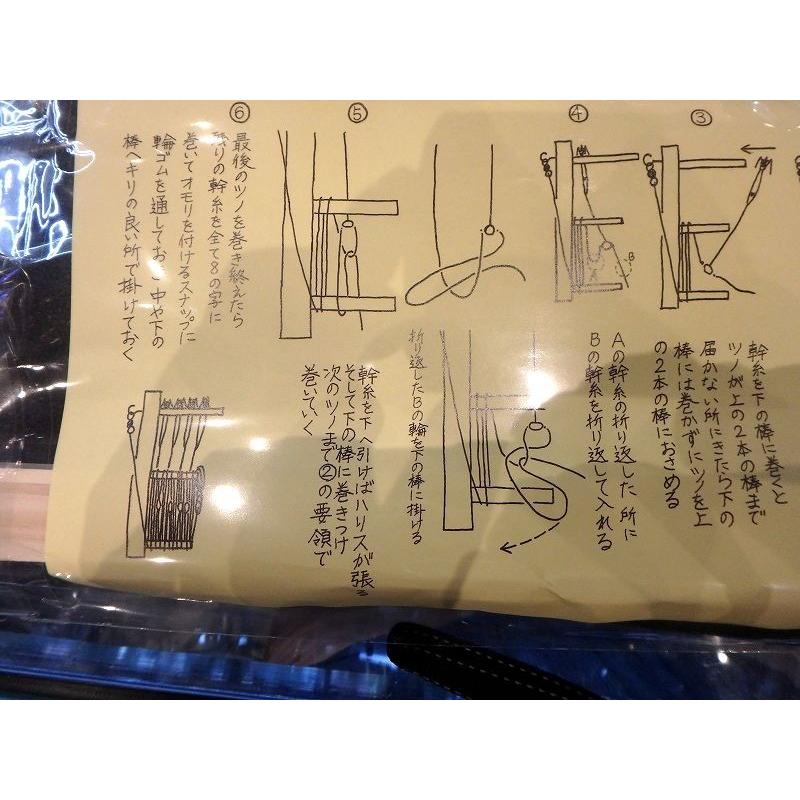 ③
幹糸を下の棒に巻くと
ツノが上の2本の棒まで
届かない所にきたら下の
棒には巻かずにツノを上
の2本の棒におさめる
④
B
Aの幹糸の折り返した所に
Bの幹糸を折り返して入れる
折り返したBの輪を下の棒に掛ける
⑤
幹糸を下へ引けばハリスが張る
そして下の棒に巻きつけ
次のツノまで②の要領で
巻いていく
⑥
最後のツノを巻き終えたら
残りの幹糸を全て8の字に
巻いてオモリを付けるスナップに
輪ゴムを通しておき中や下の
棒へキリの良い所で掛けておく